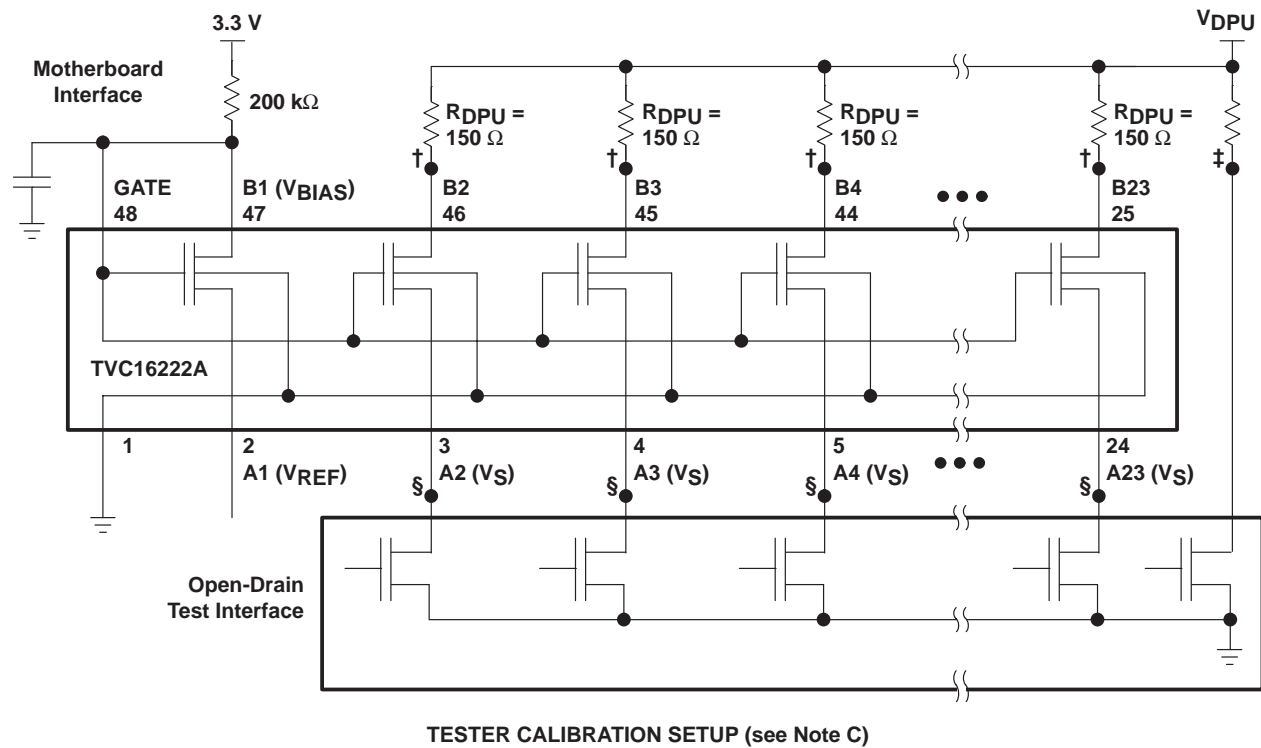 3.3 V
VDPU
Motherboard
Interface
200 kΩ
RDPU =
150 Ω
RDPU =
150 Ω
RDPU =
150 Ω
RDPU =
150 Ω
† † † † ‡
GATE
48
B1 (VBIAS)
47
B2
46
B3
45
B4
44
B23
25
TVC16222A
1
2
A1 (VREF)
3
A2 (VS)
4
A3 (VS)
5
A4 (VS)
24
A23 (VS)
§ § § §
Open-Drain
Test Interface
TESTER CALIBRATION SETUP (see Note C)